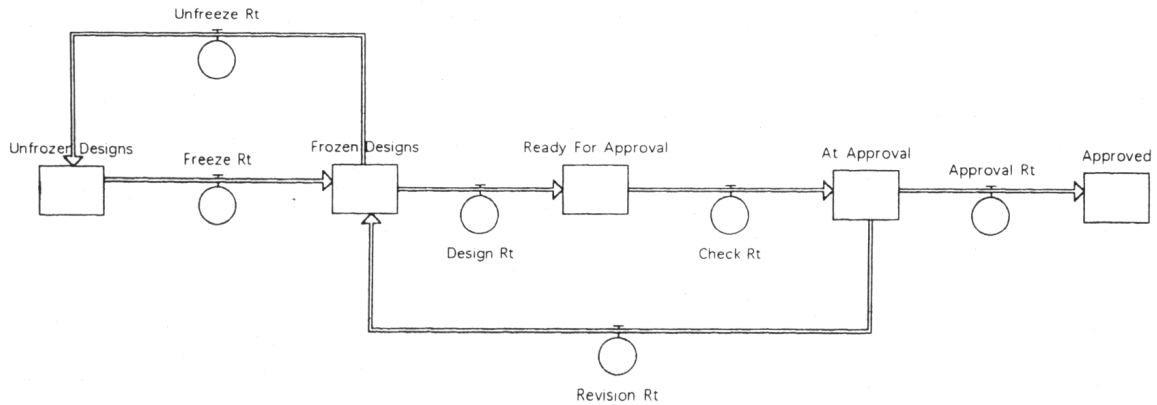 Unfreeze Rt
Unfrozen Designs
Freeze Rt
Frozen Designs
Ready For Approval
At Approval
Approval Rt
Approved
Design Rt
Check Rt
Revision Rt